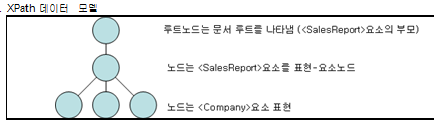 . XPath 데이터 모델
루트노드는 문서 루트를 나타냄 (<SalesReport>요소의 부모)
노드는 <SalesReport>요소를 표현-요소노드
노드는 <Company>요소 표현